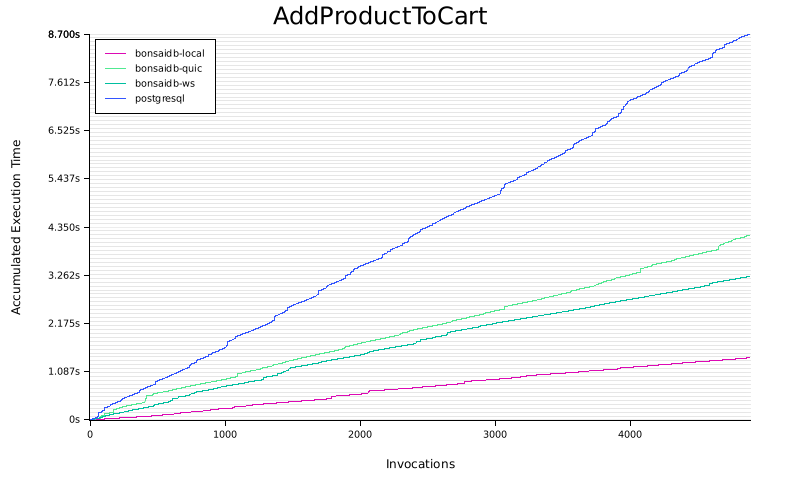 AddProductToCart
8.700s
7.612s
6.525s
5.437s
4.350s
3.262s
2.175s
1.087s
0s
Accumulated Execution Time
bonsaidb-local
bonsaidb-quic
bonsaidb-ws
postgresql
0 1000 2000 3000 4000
Invocations